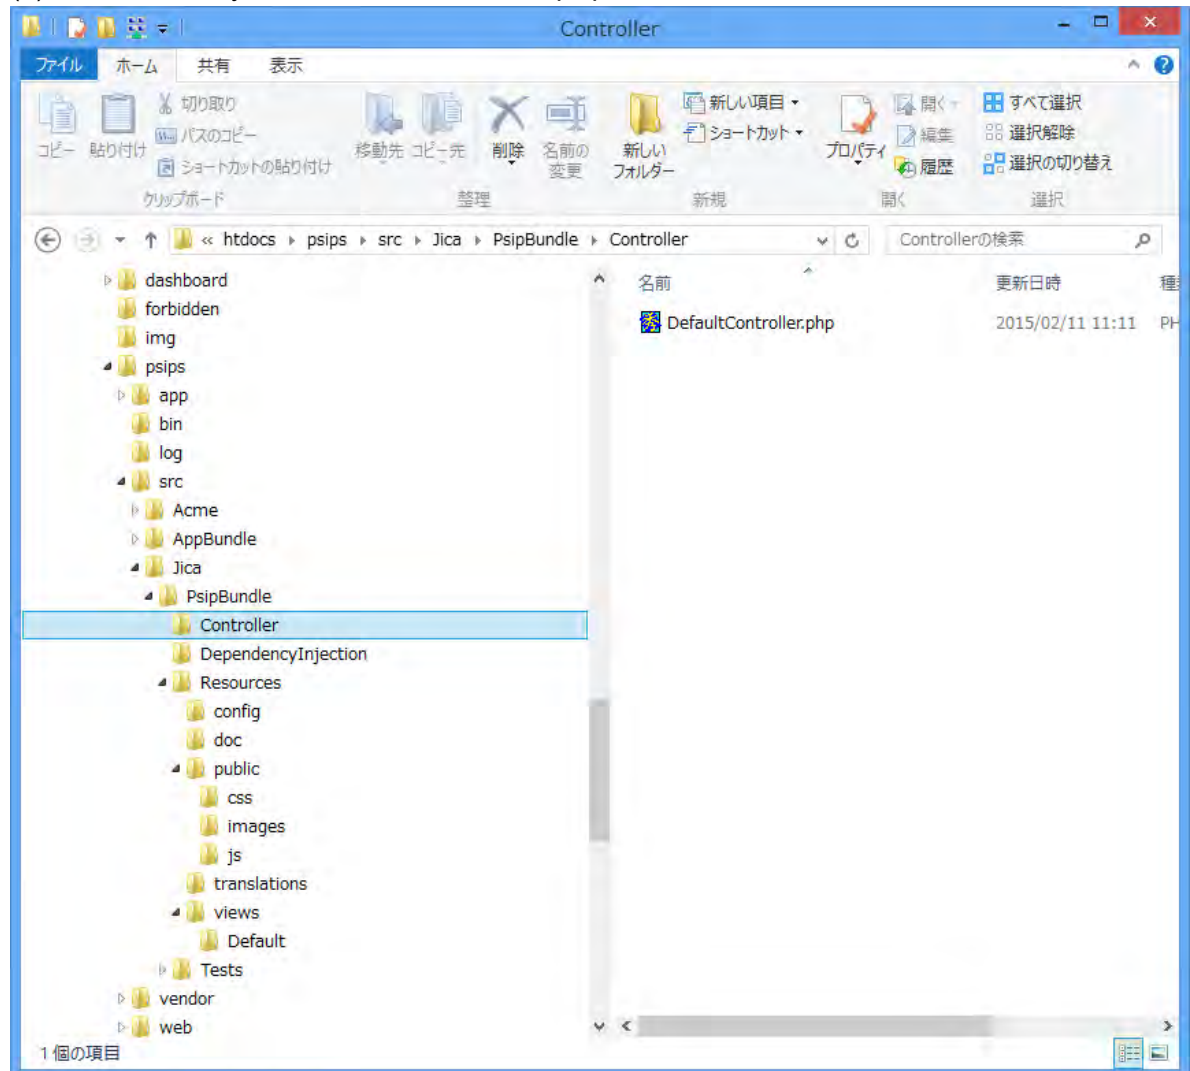 Controller
ファイル ホーム 共有 表示
コピー 貼り付け 切り取り パスのコピー ショートカットの貼り付け
移動先 コピー先 削除 名前の変更
新しいフォルダー 新しい項目 ショートカット
プロパティ 開く 編集 履歴
すべて選択 選択解除 選択の切り替え
クリップボード 整理 新規 開く 選択
« htdocs psips src Jica PsipBundle Controller Controllerの検索
dashboard
forbidden
img
psips
app
bin
log
src
Acme
AppBundle
Jica
PsipBundle
Controller
DependencyInjection
Resources
config
doc
public
css
images
js
translations
views
Default
Tests
vendor
web
名前 更新日時 種
DefaultController.php 2015/02/11 11:11 PH
1 個の項目